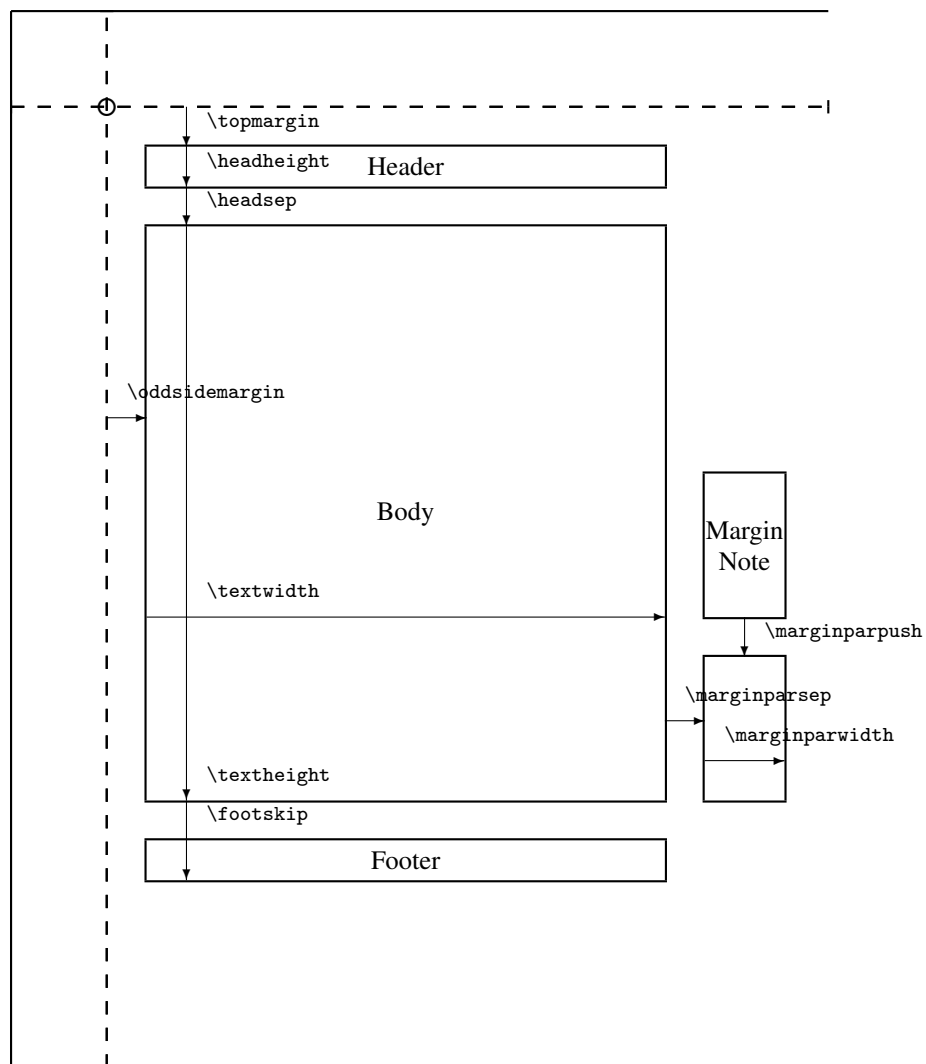 \topmargin
\headheight
Header
\headsep
\oddsidemargin
Body
Margin
Note
\textwidth
\marginparpush
\marginparsep
\marginparwidth
\textheight
\footskip
Footer